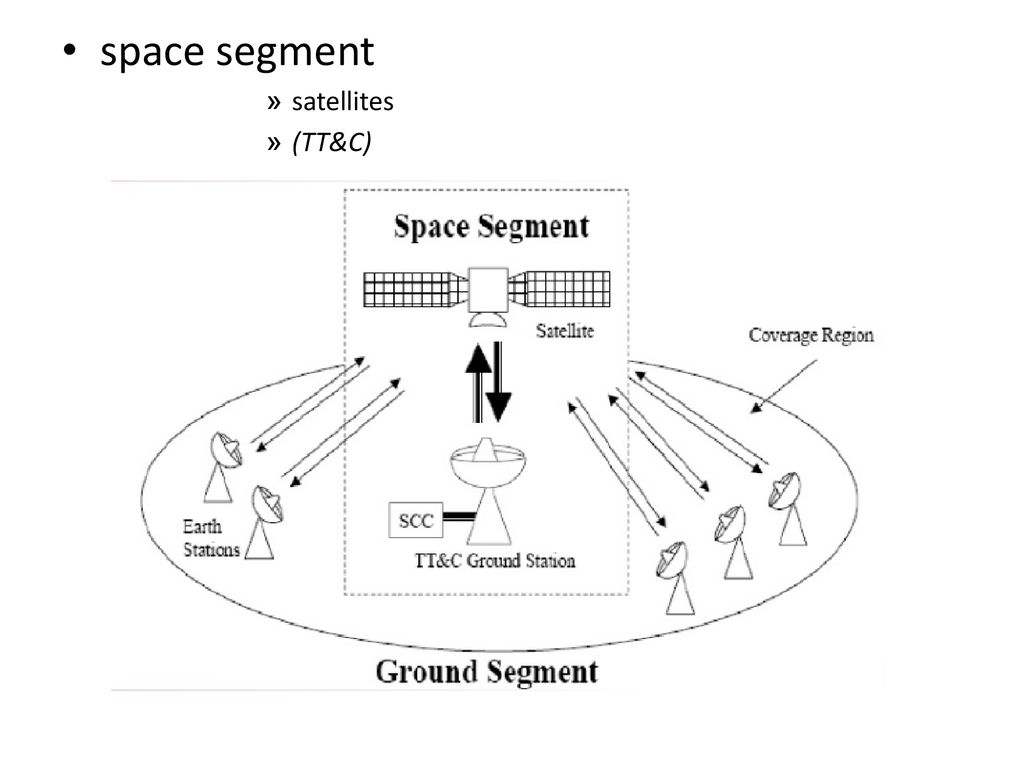 • space segment
» satellites
» (TT&C)
Space Segment
Satellite
Coverage Region
Earth
Stations
SCC
TT&C Ground Station
Ground Segment